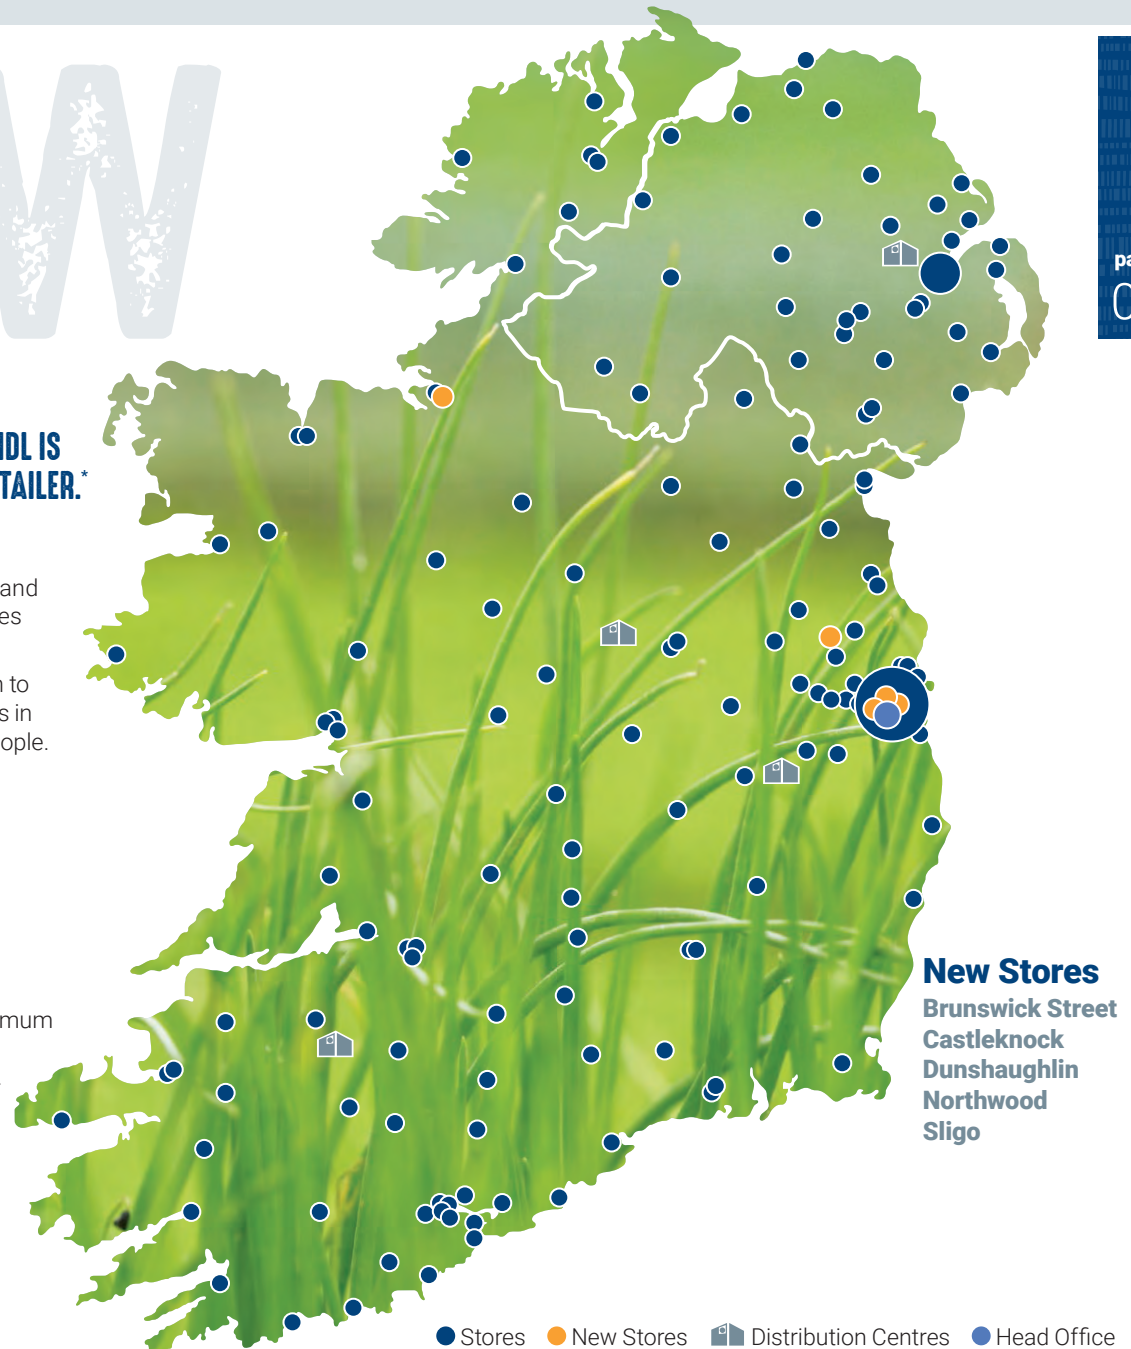 W
IDL IS
TAILER.*
and
es
n to
s in
ople.
mum
pa
New Stores
Brunswick Street
Castleknock
Dunshaughlin
Northwood
Sligo
Stores New Stores Distribution Centres Head Office